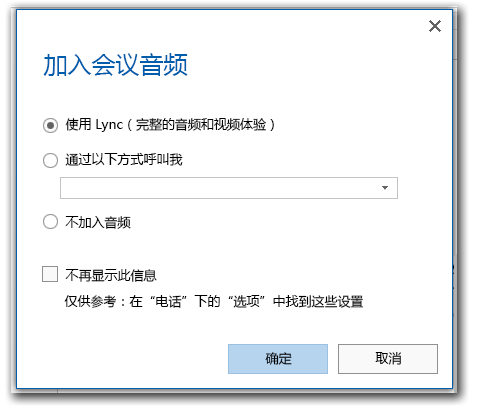 加入会议音频
使用 Lync（完整的音频和视频体验）
通过以下方式呼叫我
不加入音频
不再显示此信息
仅供参考：在“电话”下的“选项”中找到这些设置
确定
取消